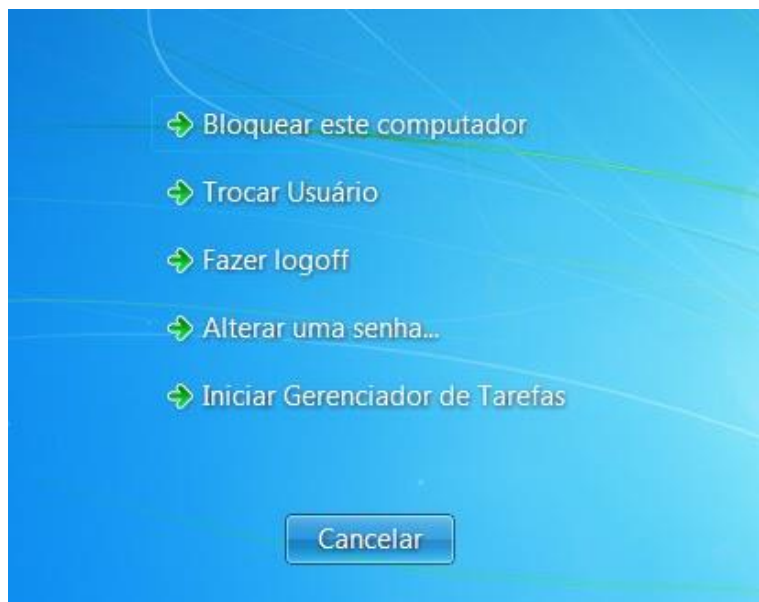 Bloquear este computador
Trocar Usuário
Fazer logoff
Alterar uma senha...
Iniciar Gerenciador de Tarefas
Cancelar